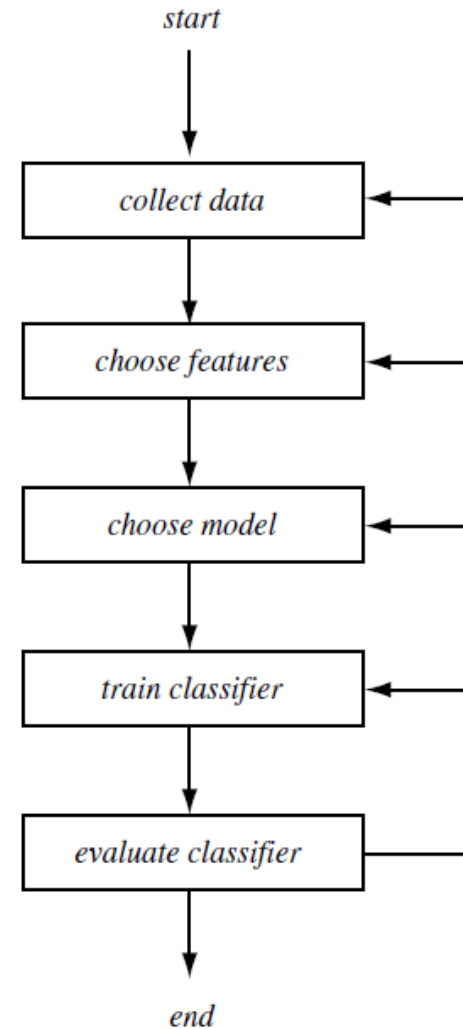 start
collect data
choose features
choose model
train classifier
evaluate classifier
end